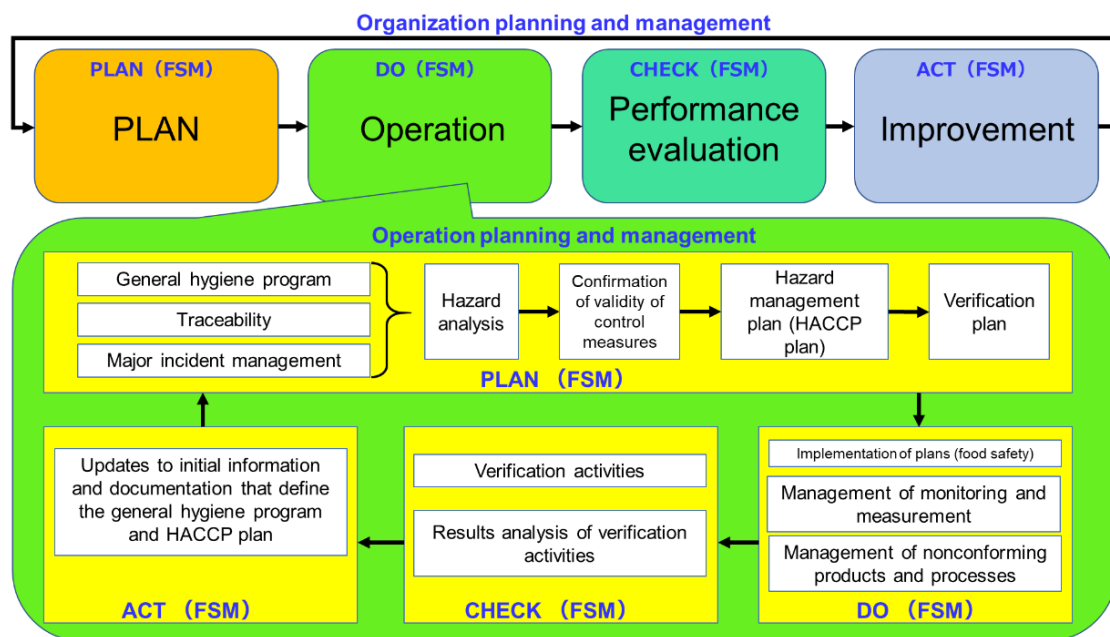 Organization planning and management
PLAN（FSM）
PLAN
DO（FSM）
Operation
CHECK（FSM）
Performance
evaluation
ACT（FSM）
Improvement
Operation planning and management
General hygiene program
Traceability
Major incident management
Hazard
analysis
Confirmation
of validity of
control
measures
Hazard
management
plan (HACCP
plan)
Verification
plan
PLAN （FSM）
Updates to initial information
and documentation that define
the general hygiene program
and HACCP plan
ACT （FSM）
Verification activities
Results analysis of verification
activities
CHECK （FSM）
Implementation of plans (food safety)
Management of monitoring and
measurement
Management of nonconforming
products and processes
DO （FSM）